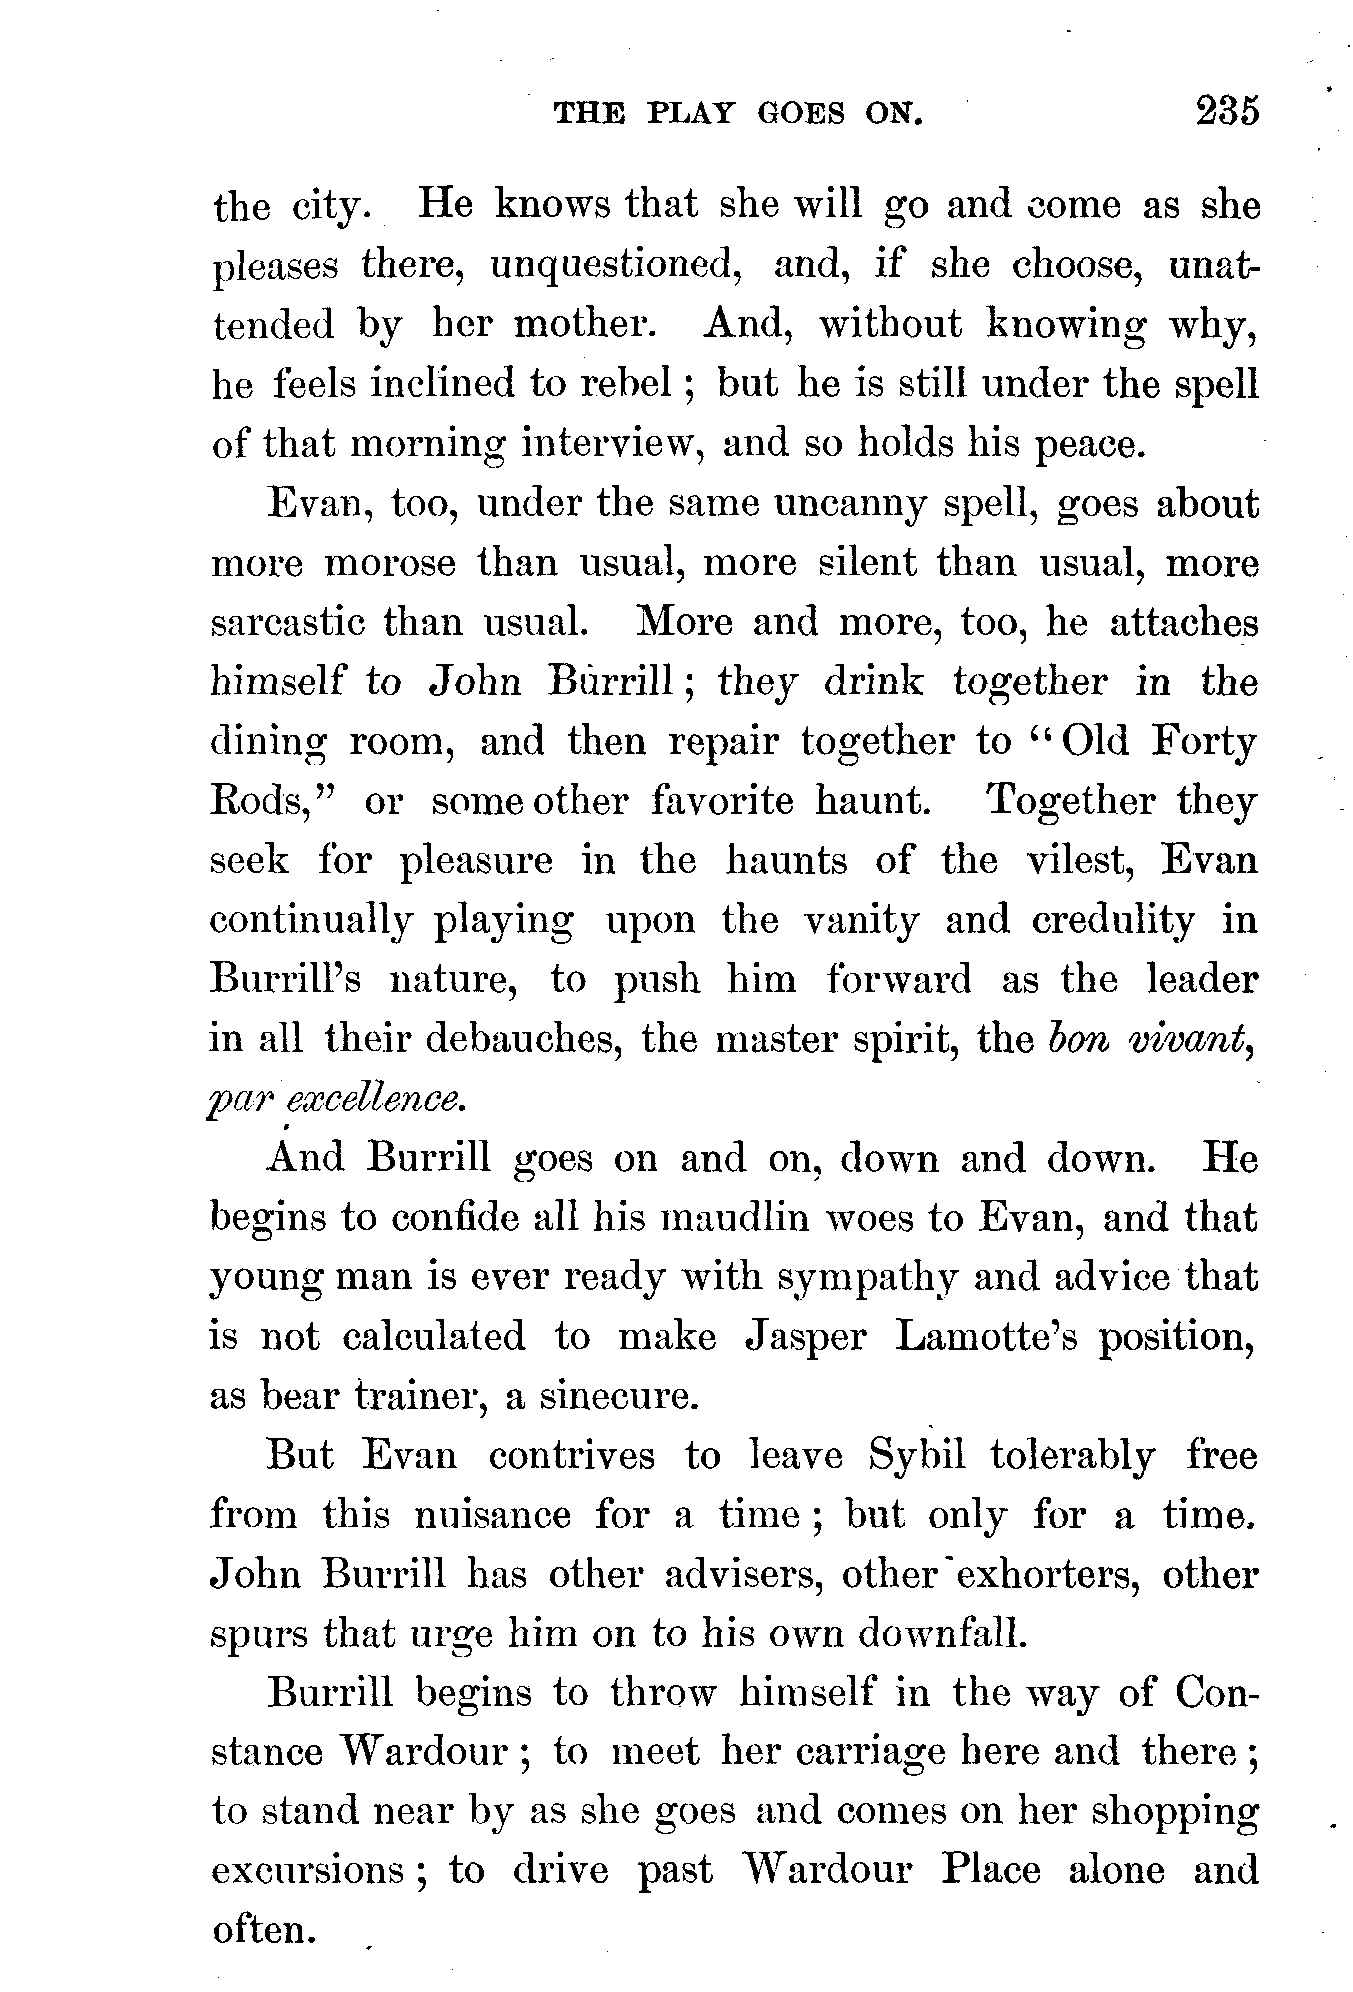 THE PLAY GOES ON. 235
the city. He knows that she will go and come as she
pleases there, unquestioned, and, if she choose, unat-
tended by her mother. And, without knowing why,
he feels inclined to rebel ; but he is still under the spell
of that morning interview, and so holds his peace.
Evan, too, under the same uncanny spell, goes about
more morose than usual, more silent than usual, more
sarcastic than usual. More and more, too, he attaches
himself to John Burrill ; they drink together in the
dining room, and then repair together to “ Old Forty
Rods,” or some other favorite haunt. Together they
seek for pleasure in the haunts of the vilest, Evan
continually playing upon the vanity and credulity in
Burrill’s nature, to push him forward as the leader
in all their debauches, the master spirit, the bon vivant,
par excellence.
And Burrill goes on and on, down and down. He
begins to confide all his maudlin woes to Evan, and that
young man is ever ready with sympathy and advice that
is not calculated to make Jasper Lamotte’s position,
as bear trainer, a sinecure.
But Evan contrives to leave Sybil tolerably free
from this nuisance for a time ; but only for a time.
John Burrill has other advisers, other exhorters, other
spurs that urge him on to his own downfall.
Burrill begins to throw himself in the way of Con-
stance Wardour ; to meet her carriage here and there ;
to stand near by as she goes and comes on her shopping
excursions ; to drive past Wardour Place alone and
often.